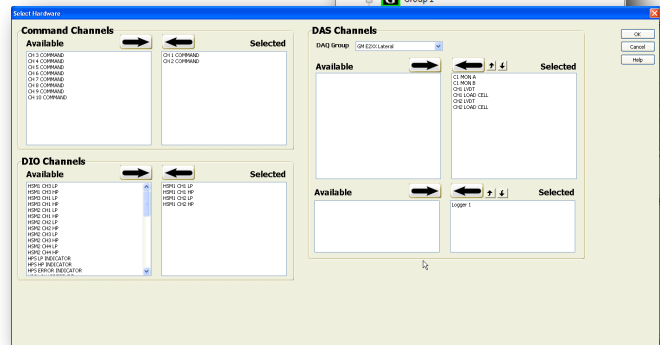 Group 2
Select Hardware
Command Channels
Available
Selected
CH 3 COMMAND
CH 4 COMMAND
CH 5 COMMAND
CH 6 COMMAND
CH 7 COMMAND
CH 8 COMMAND
CH 9 COMMAND
CH 10 COMMAND
CH 1 COMMAND
CH 2 COMMAND
DIO Channels
Available
Selected
HSM1 CH3 LP
HSM1 CH3 HP
HSM3 CH1 LP
HSM3 CH1 HP
HSM2 CH1 LP
HSM2 CH1 HP
HSM2 CH2 LP
HSM2 CH2 HP
HSM2 CH3 LP
HSM2 CH3 HP
HSM2 CH4 LP
HSM2 CH4 HP
HPS LP INDICATOR
HPS HP INDICATOR
HPS ERROR INDICATOR
HSM1 CH1 LP
HSM1 CH1 HP
HSM1 CH2 LP
HSM1 CH2 HP
DAS Channels
DAQ Group
GM E2XX Lateral
Available
Selected
C1 MON A
C1 MON B
CH1 LVDT
CH1 LOAD CELL
CH2 LVDT
CH2 LOAD CELL
Available
Selected
Logger 1
OK
Cancel
Help